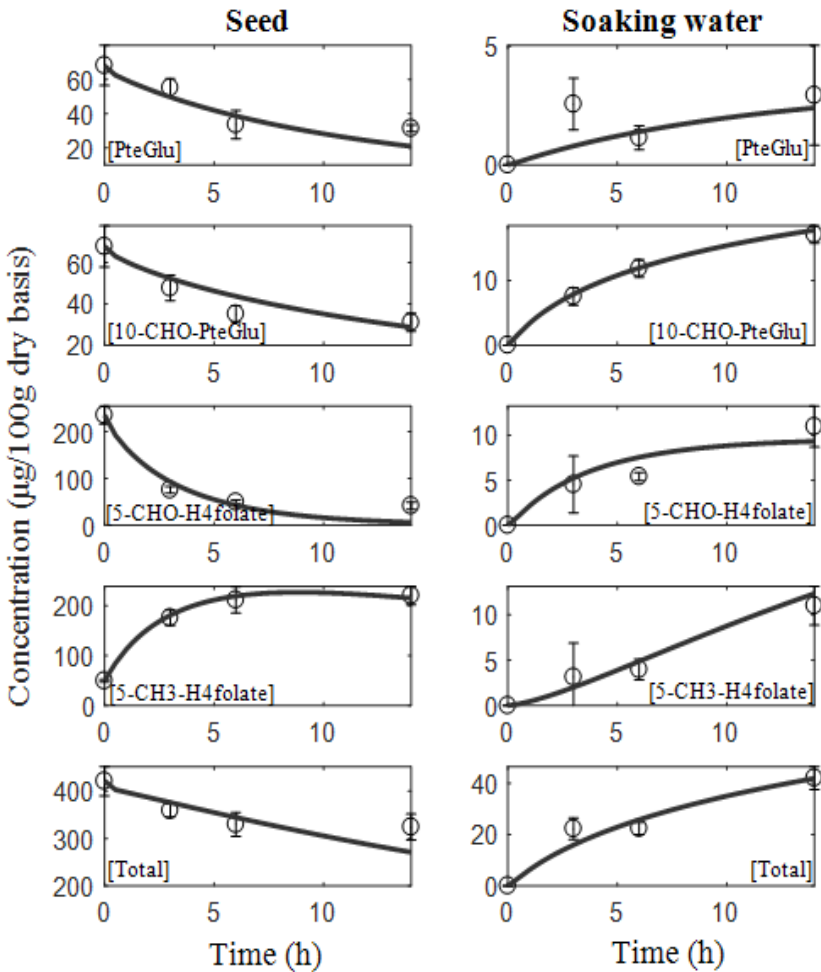 Seed
Soaking water
Concentration (µg/100g dry basis)
60
40
20
[PteGlu]
0 5 10
5
0
[PteGlu]
0 5 10
60
40
20
[10-CHO-PteGlu]
0 5 10
10
0
[10-CHO-PteGlu]
0 5 10
200
100
0
[5-CHO-H4folate]
0 5 10
10
5
0
[5-CHO-H4folate]
0 5 10
200
100
0
[5-CH3-H4folate]
0 5 10
10
5
0
[5-CH3-H4folate]
0 5 10
400
300
200
[Total]
0 5 10
40
20
0
[Total]
0 5 10
Time (h)
Time (h)